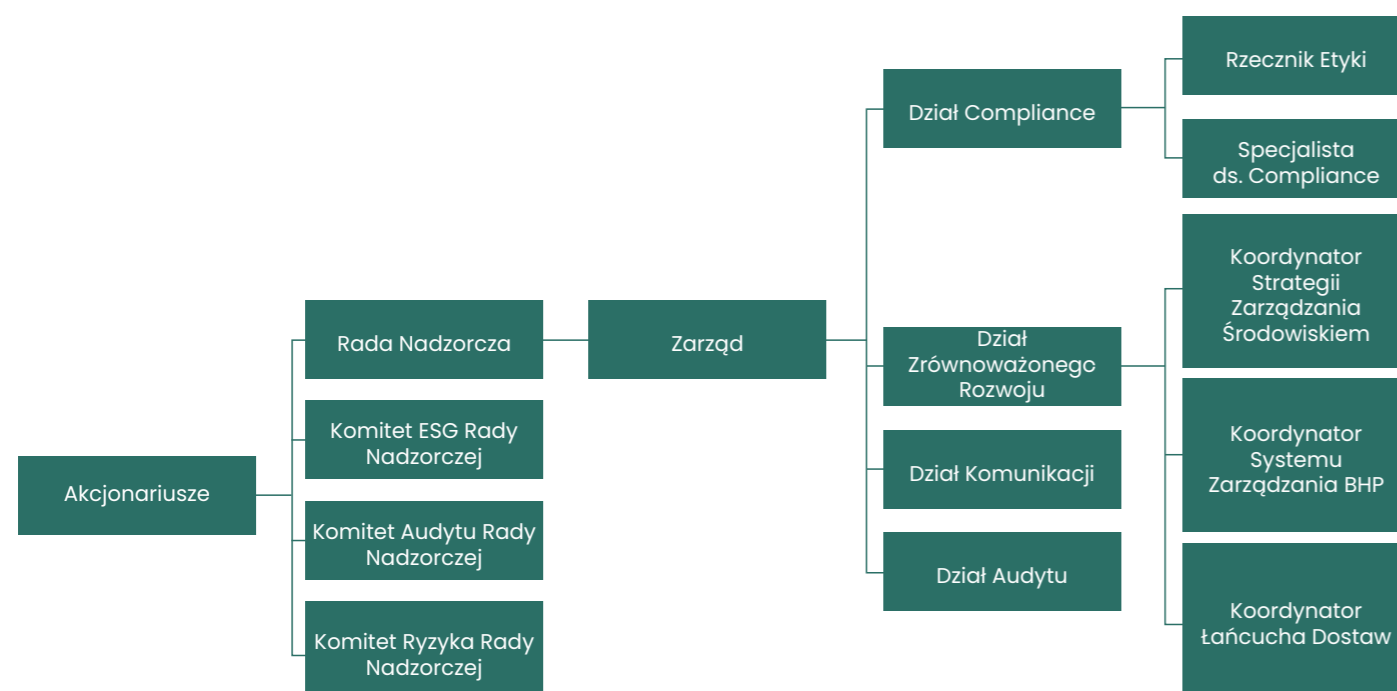 Akcjonariusze
Rada Nadzorcza
Komitet ESG Rady
Nadzorczej
Komitet Audytu Rady
Nadzorczej
Komitet Ryzyka Rady
Nadzorczej
Zarząd
Dział Compliance
Dział
Zrównoważonego
Rozwoju
Dział Komunikacji
Dział Audytu
Rzecznik Etyki
Specjalista
ds. Compliance
Koordynator
Strategii
Zarządzania
Środowiskiem
Koordynator
Systemu
Zarządzania BHP
Koordynator
Łańcucha Dostaw